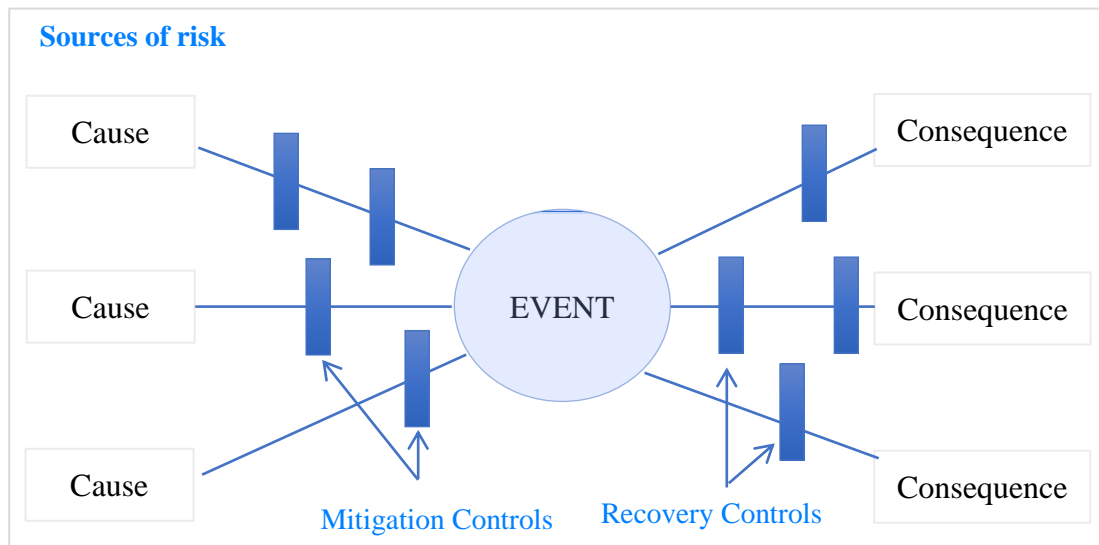 Sources of risk
Cause
Consequence
Cause
EVENT
Consequence
Cause
Consequence
Mitigation Controls
Recovery Controls